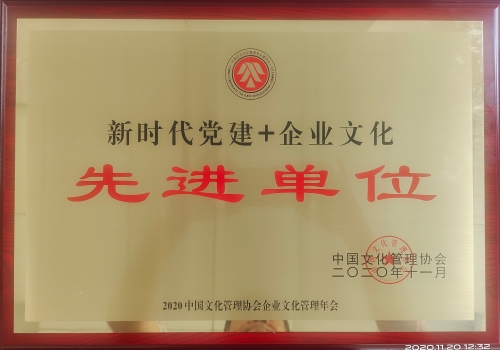 新时代党建+企业文化
先进单位
中国文化管理协会
二〇二〇年十一月
2020中国文化管理协会企业文化管理年会
2020.11.20 12:32